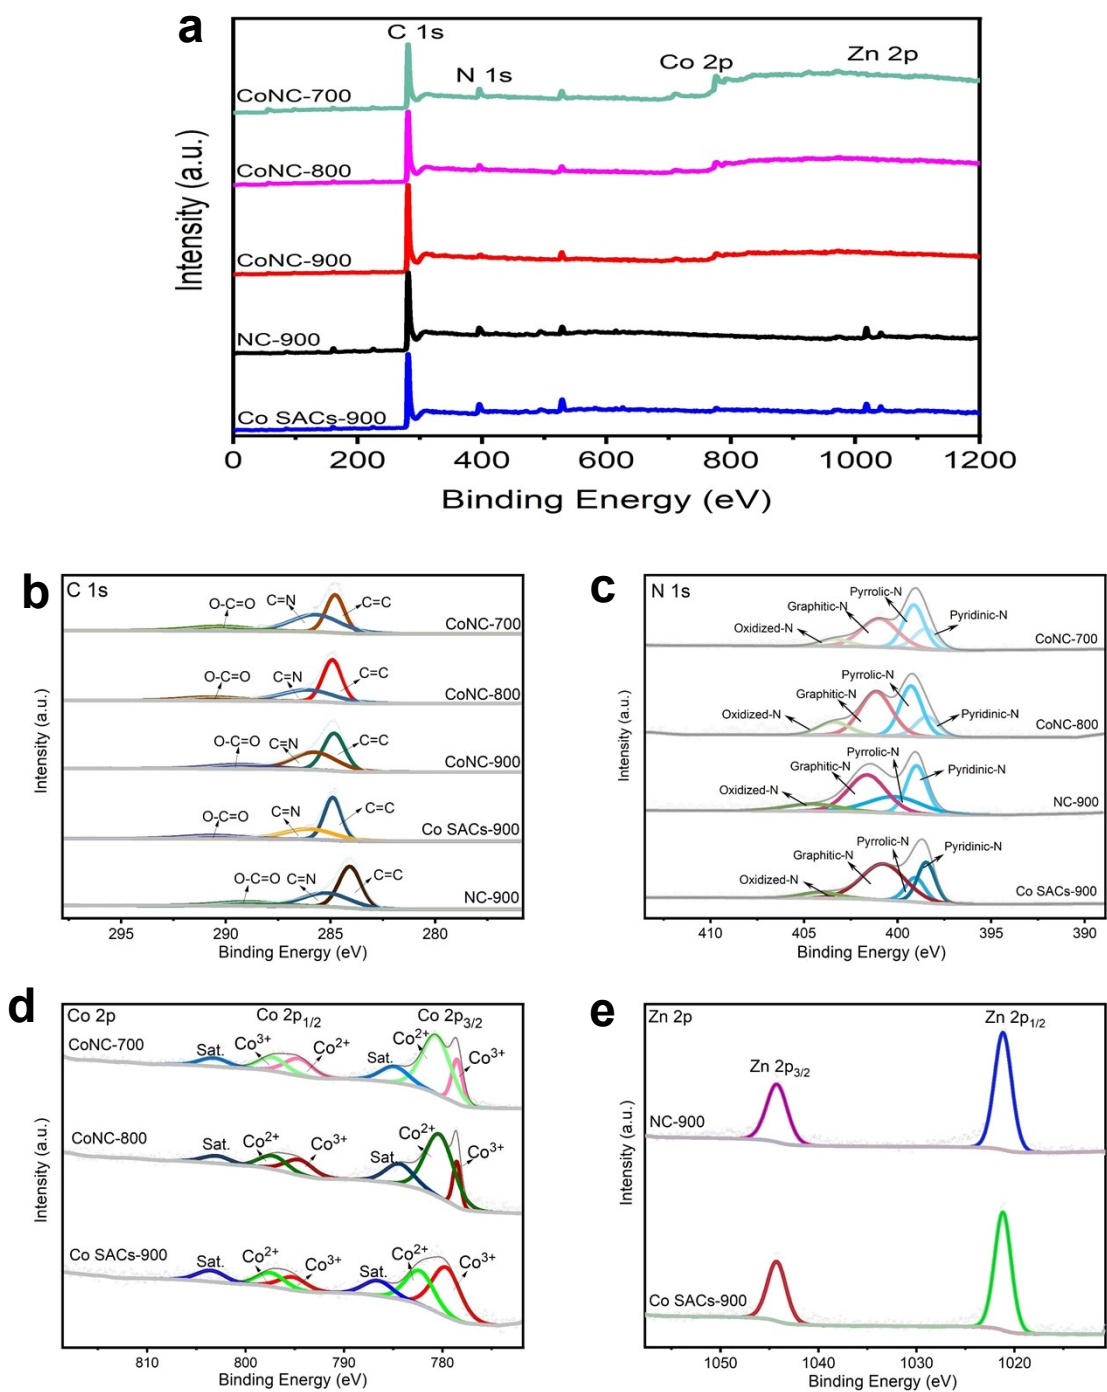 a
C 1s
N 1s
Co 2p
Zn 2p
CoNC-700
CoNC-800
CoNC-900
NC-900
Co SACs-900
Intensity (a.u.)
0 200 400 600 800 1000 1200
Binding Energy (eV)
b
C 1s
O-C=O C=N C=C
CoNC-700
O-C=O C=N C=C
CoNC-800
O-C=O C=N C=C
CoNC-900
O-C=O C=N C=C
Co SACs-900
O-C=O C=N C=C
NC-900
Intensity (a.u.)
295 290 285 280
Binding Energy (eV)
c
N 1s
Pyrrolic-N
Graphitic-N
Pyridinic-N
Oxidized-N
CoNC-700
Pyrrolic-N
Graphitic-N
Oxidized-N
Pyridinic-N
CoNC-800
Pyrrolic-N
Graphitic-N
Pyridinic-N
Oxidized-N
NC-900
Pyrrolic-N
Pyridinic-N
Graphitic-N
Oxidized-N
Co SACs-900
Intensity (a.u.)
410 405 400 395 390
Binding Energy (eV)
d
Co 2p Co 2p1/2 Co 2p3/2
CoNC-700
Sat. Co3+ Co2+ Sat. Co2+ Co3+
CoNC-800
Sat. Co2+ Co3+ Sat. Co2+ Co3+
Co SACs-900
Sat. Co2+ Co3+ Sat. Co2+ Co3+
Intensity (a.u.)
810 800 790 780
Binding Energy (eV)
e
Zn 2p
Zn 2p1/2
Zn 2p3/2
NC-900
Co SACs-900
Intensity (a.u.)
1050 1040 1030 1020
Binding Energy (eV)